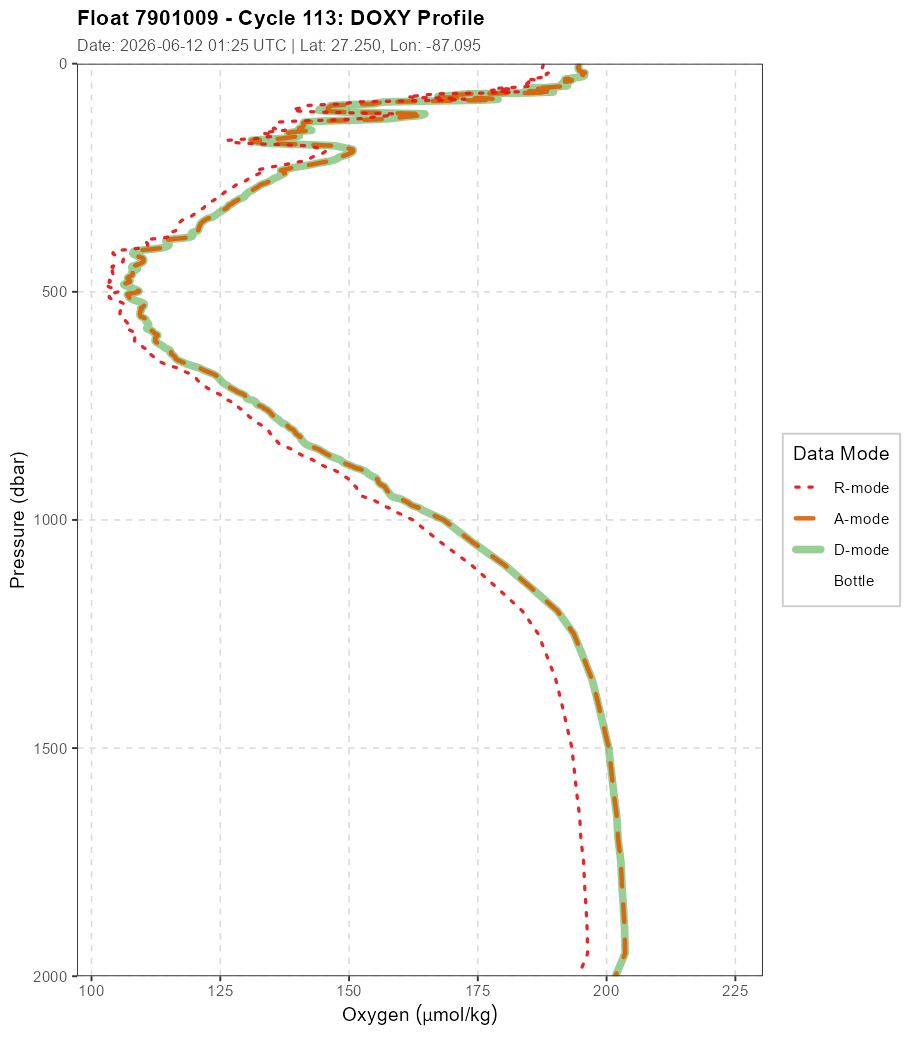 Float 7901009 - Cycle 113: DOXY Profile
Date: 2026-06-12 01:25 UTC | Lat: 27.250, Lon: -87.095
0
500
1000
1500
2000
Pressure (dbar)
100 125 150 175 200 225
Oxygen (μmol/kg)
Data Mode
R-mode
A-mode
D-mode
Bottle